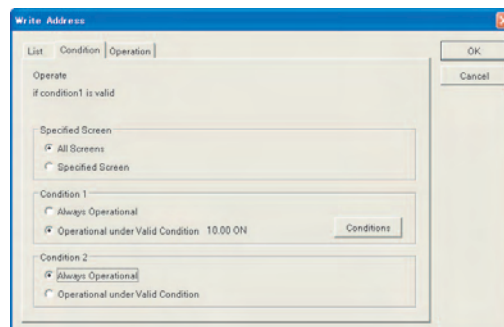 Write Address
List Condition Operation
OK
Cancel
Operate
if condition1 is valid
Specified Screen
All Screens
Specified Screen
Condition 1
Always Operational
Operational under Valid Condition 10.00 ON
Conditions
Condition 2
Always Operational
Operational under Valid Condition